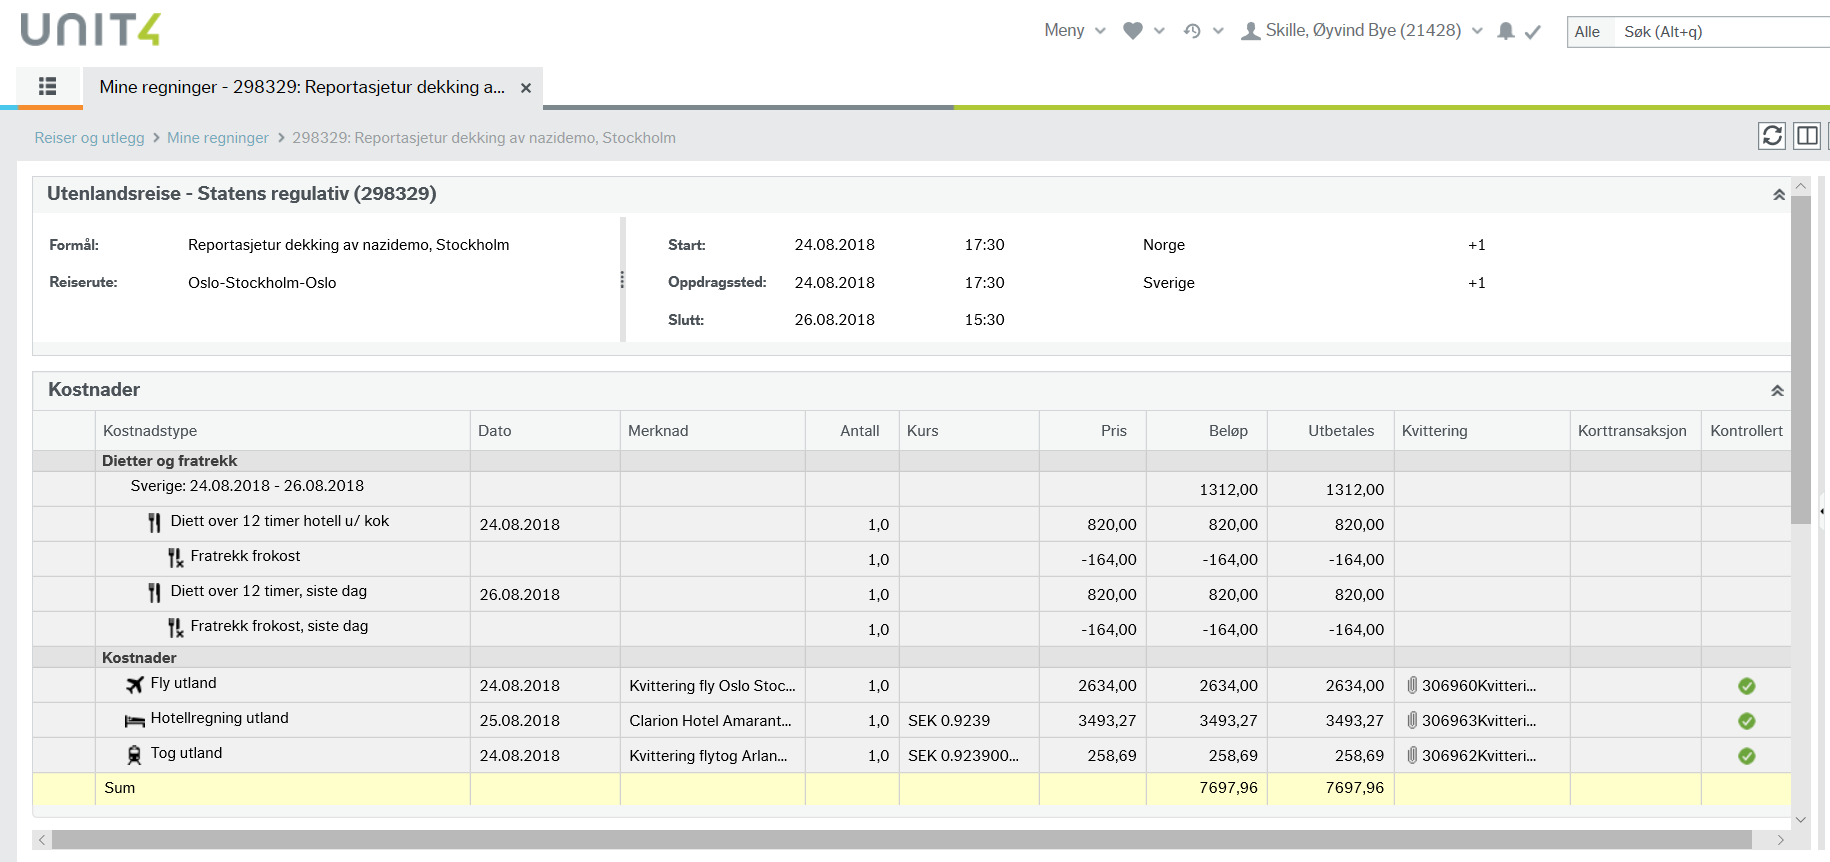 UNIT4
Meny Skille, Øyvind Bye (21428) Alle Søk (Alt+q)
Mine regninger - 298329: Reportasjetur dekking a... ×
Reiser og utlegg > Mine regninger > 298329: Reportasjetur dekking av nazidemo, Stockholm
Utenlandsreise - Statens regulativ (298329)
Formål: Reportasjetur dekking av nazidemo, Stockholm Start: 24.08.2018 17:30 Norge +1
Reiserute: Oslo-Stockholm-Oslo Oppdragssted: 24.08.2018 17:30 Sverige +1
Slutt: 26.08.2018 15:30
Kostnader
Kostnadstype Dato Merknad Antall Kurs Pris Beløp Utbetales Kvittering Korttransaksjon Kontrollert
Dietter og fratrekk
Sverige: 24.08.2018 - 26.08.2018 1312,00 1312,00
Diett over 12 timer hotell u/ kok 24.08.2018 1,0 820,00 820,00 820,00
Fratrekk frokost 1,0 -164,00 -164,00 -164,00
Diett over 12 timer, siste dag 26.08.2018 1,0 820,00 820,00 820,00
Fratrekk frokost, siste dag 1,0 -164,00 -164,00 -164,00
Kostnader
Fly utland 24.08.2018 Kvittering fly Oslo Stoc... 1,0 2634,00 2634,00 2634,00 306960Kvitteri...
Hotellregning utland 25.08.2018 Clarion Hotel Amarant... 1,0 SEK 0.9239 3493,27 3493,27 3493,27 306963Kvitteri...
Tog utland 24.08.2018 Kvittering flytog Arlan... 1,0 SEK 0.923900... 258,69 258,69 258,69 306962Kvitteri...
Sum 7697,96 7697,96